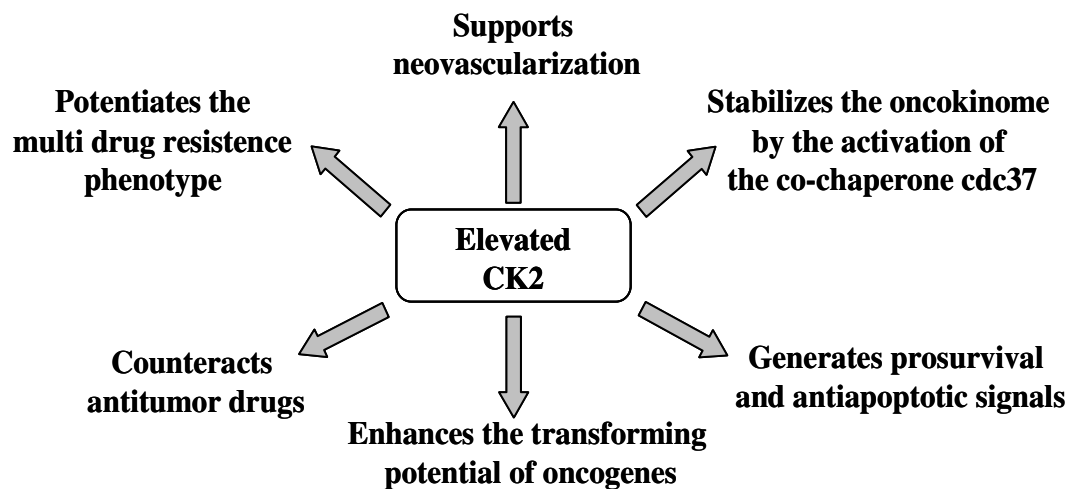 Supports
neovascularization
Potentiates the
multi drug resistence
phenotype
Stabilizes the oncokinome
by the activation of
the co-chaperone cdc37
Elevated
CK2
Counteracts
antitumor drugs
Generates prosurvival
and antiapoptotic signals
Enhances the transforming
potential of oncogenes